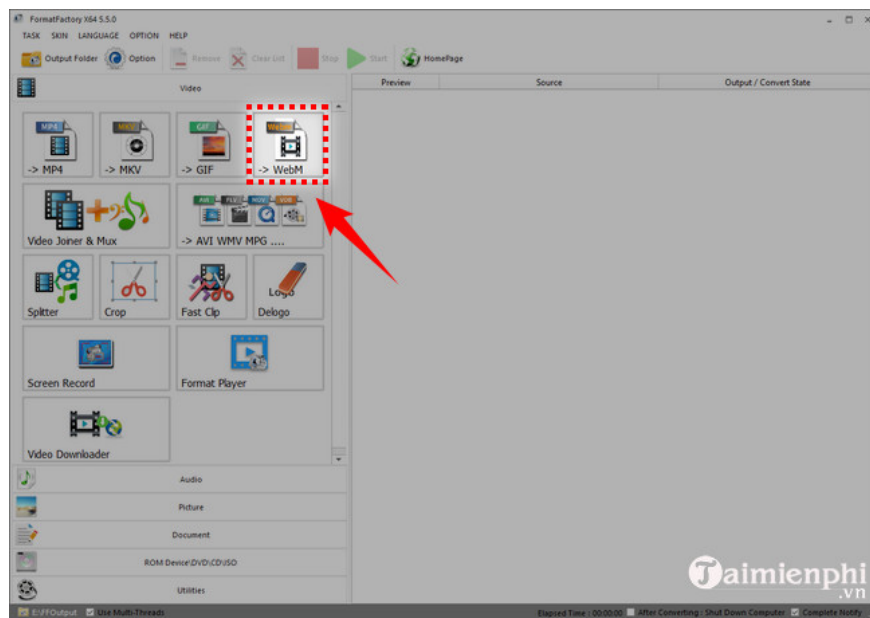 FormatFactory X64 5.5.0
TASK SKIN LANGUAGE OPTION HELP
Output Folder Option Remove Clear List Stop Start HomePage
Video
Preview Source Output / Convert State
MP4 MKV GIF WebM
-> MP4 -> MKV -> GIF -> WebM
AVI FLV MOV VOB
Video Joiner & Mux -> AVI WMV MPG ....
Logo
Splitter Crop Fast Clip Delogo
Screen Record Format Player
Video Downloader
Audio
Picture
Document
ROM Device\DVD\CD\ISO
Utilities
Taimienphi
.vn
E:\FFOutput Use Multi-Threads Elapsed Time : 00:00:00 After Converting : Shut Down Computer Complete Notify